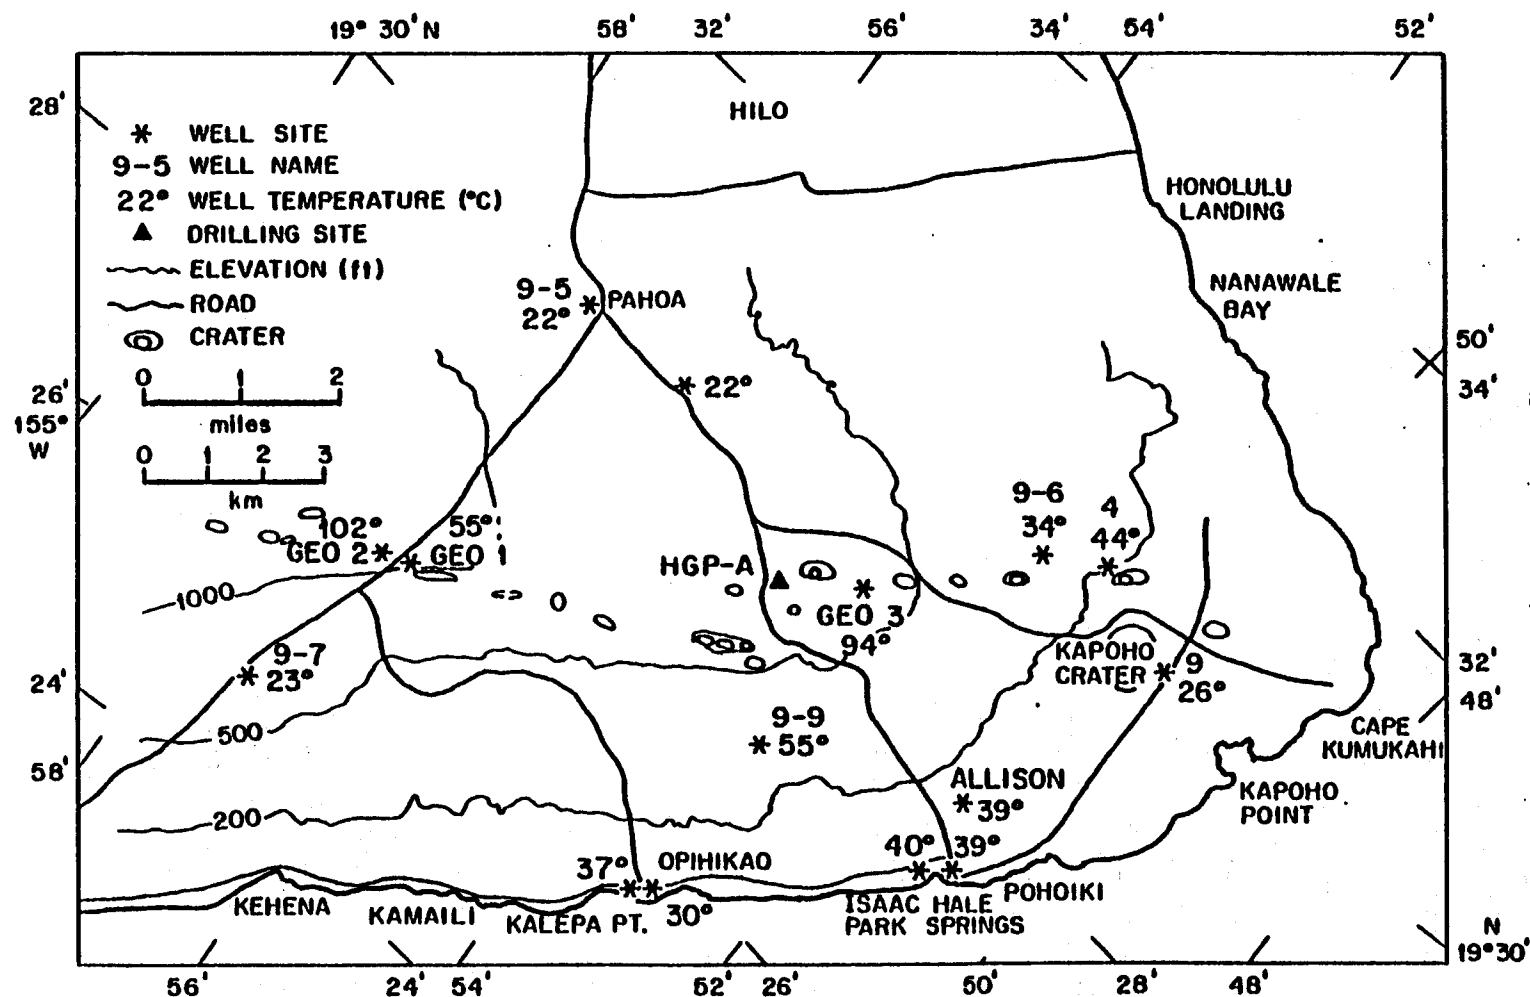 19° 30' N 58' 32' 56' 34' 54' 52'
28'
HILO
* WELL SITE
9-5 WELL NAME
22° WELL TEMPERATURE (°C)
▲ DRILLING SITE
ELEVATION (ft)
ROAD
CRATER
0 1 2
miles
0 1 2 3
km
HONOLULU
LANDING
NANAWALE
BAY
9-5
22°
PAHOA
22°
50'
34'
26'
155°
W
9-6
34°
4
44°
102°
GEO 2
55°
GEO 1
HGP-A
GEO 3
94°
1000
KAPOHO
CRATER
9
26°
9-7
23°
32'
48'
24'
500
9-9
55°
CAPE
KUMUKAHI
58'
ALLISON
39°
KAPOHO
POINT
200
40° 39°
37°
OPIHIKAO
30°
KEHENA
KAMAILI
KALEPA PT.
ISAAC HALE
PARK SPRINGS
POHOIKI
N
19°30'
56' 24' 54' 52' 26' 50' 28' 48'